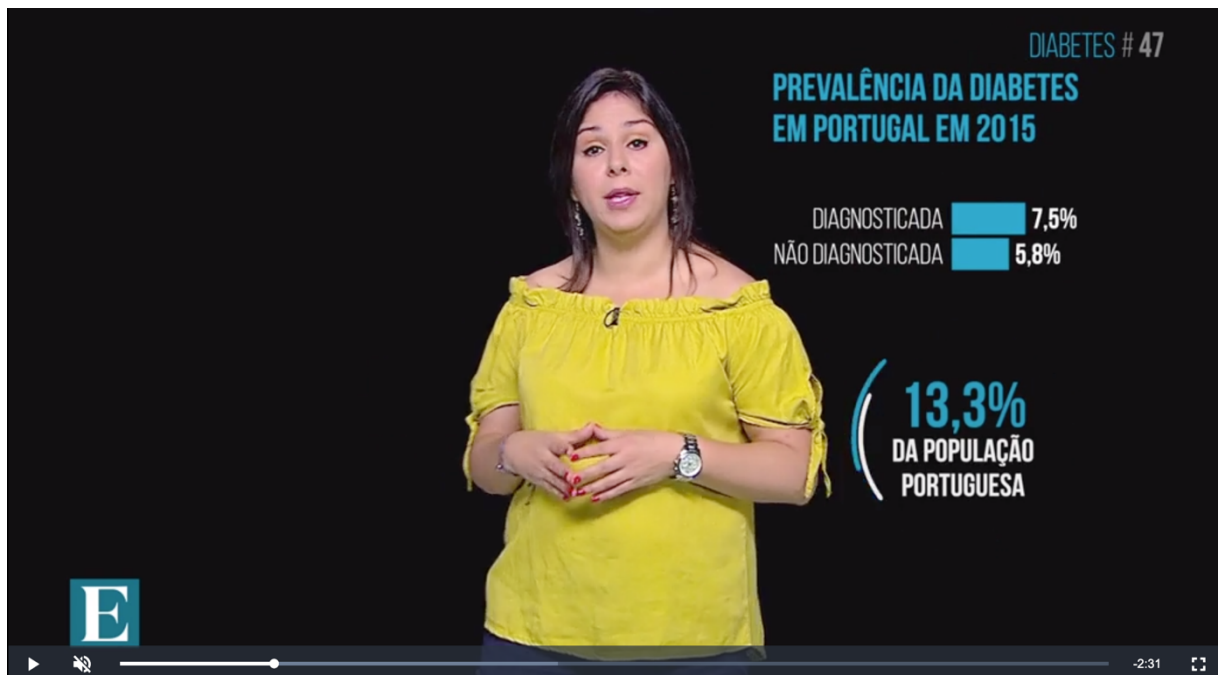 DIABETES # 47
PREVALÊNCIA DA DIABETES
EM PORTUGAL EM 2015
DIAGNOSTICADA 7,5%
NÃO DIAGNOSTICADA 5,8%
13,3%
DA POPULAÇÃO
PORTUGUESA
E
-2:31